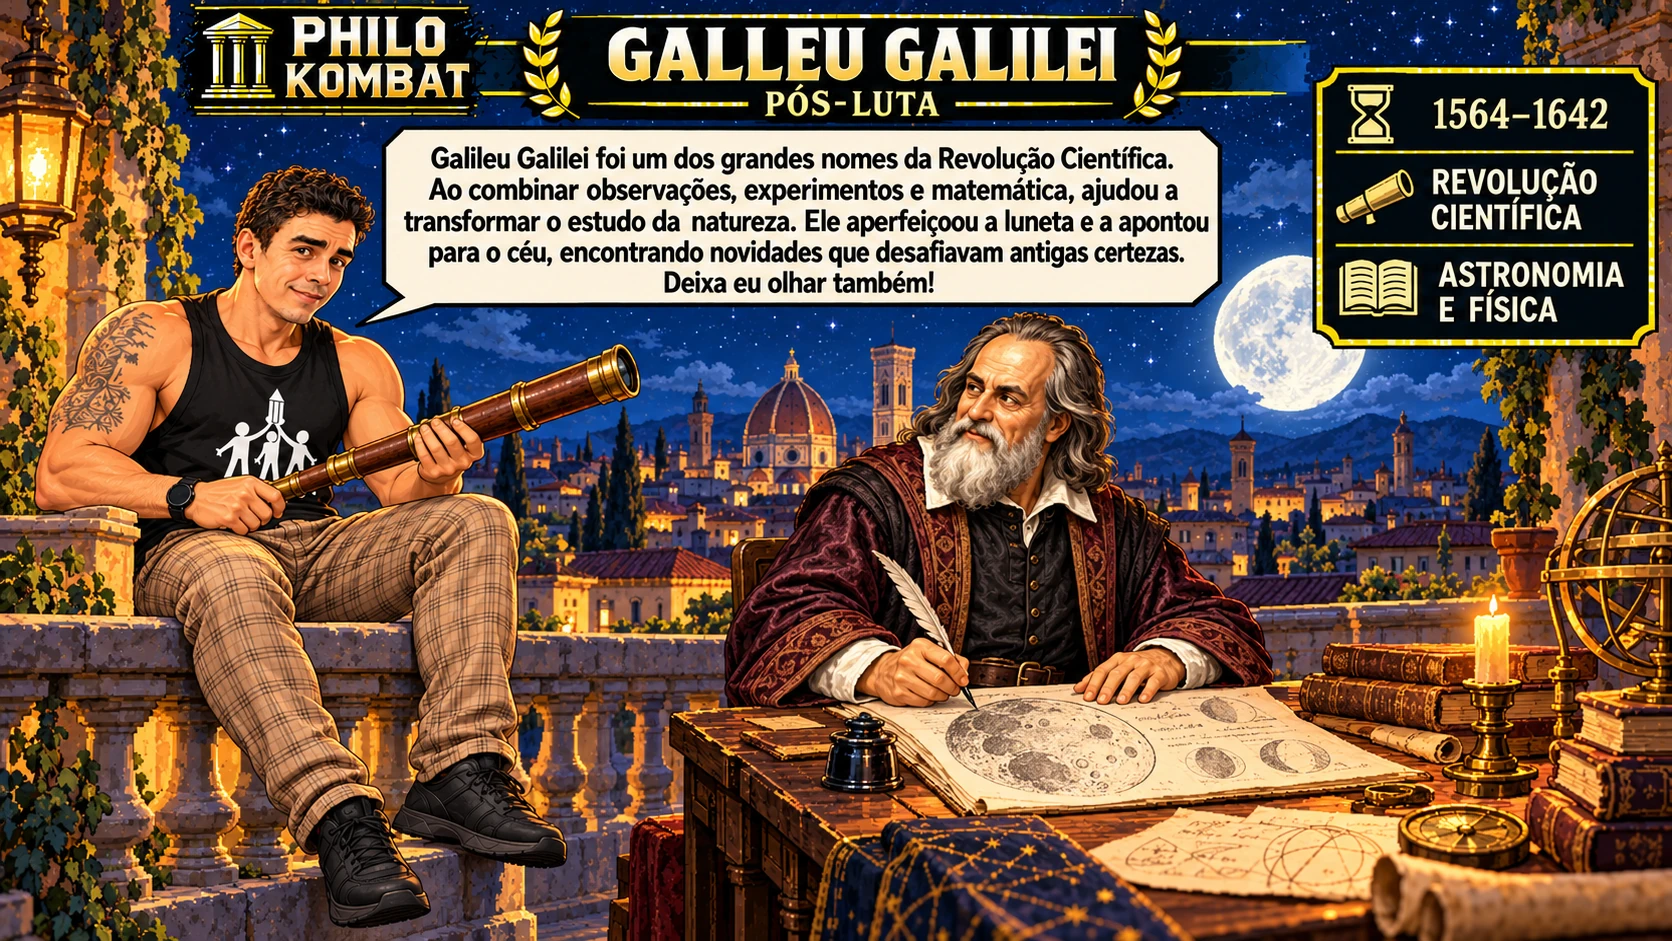 PHILO
KOMBAT
GALLEU GALILEI
PÓS-LUTA
Galileu Galilei foi um dos grandes nomes da Revolução Científica.
Ao combinar observações, experimentos e matemática, ajudou a
transformar o estudo da natureza. Ele aperfeiçoou a luneta e a apontou
para o céu, encontrando novidades que desafiavam antigas certezas.
Deixa eu olhar também!
1564–1642
REVOLUÇÃO
CIENTÍFICA
ASTRONOMIA
E FÍSICA